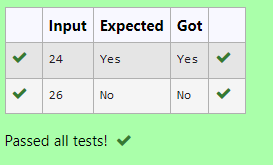 Input Expected Got
24 Yes Yes
26 No No
Passed all tests!